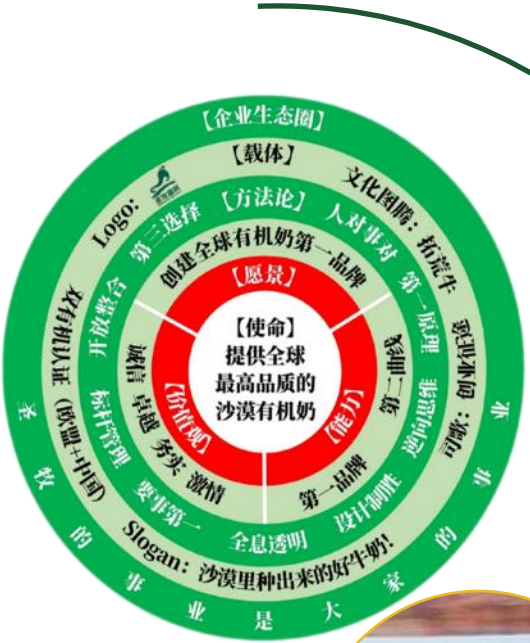 【企业生态圈】
圣牧的事业是大家的事业
【载体】
Logo:
文化图腾：拓荒牛
司歌：创业
Slogan: 沙漠里种出来的好牛奶!
双有机认证（欧盟+中国）
【方法论】
人对事对
第一原理
逆向思维
设计制胜
全息透明
要事第一
标杆管理
开放整合
第三选择
创建全球有机奶第一品牌
【愿景】
第二曲线
第一品牌
【能力】
诚信 卓越 务实 激情
【价值观】
【使命】
提供全球
最高品质的
沙漠有机奶